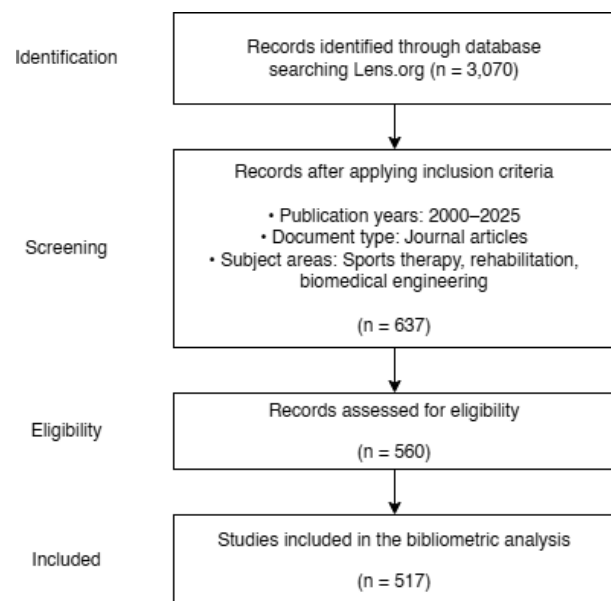 Identification
Records identified through database
searching Lens.org (n = 3,070)
Screening
Records after applying inclusion criteria
• Publication years: 2000–2025
• Document type: Journal articles
• Subject areas: Sports therapy, rehabilitation,
biomedical engineering
(n = 637)
Eligibility
Records assessed for eligibility
(n = 560)
Included
Studies included in the bibliometric analysis
(n = 517)